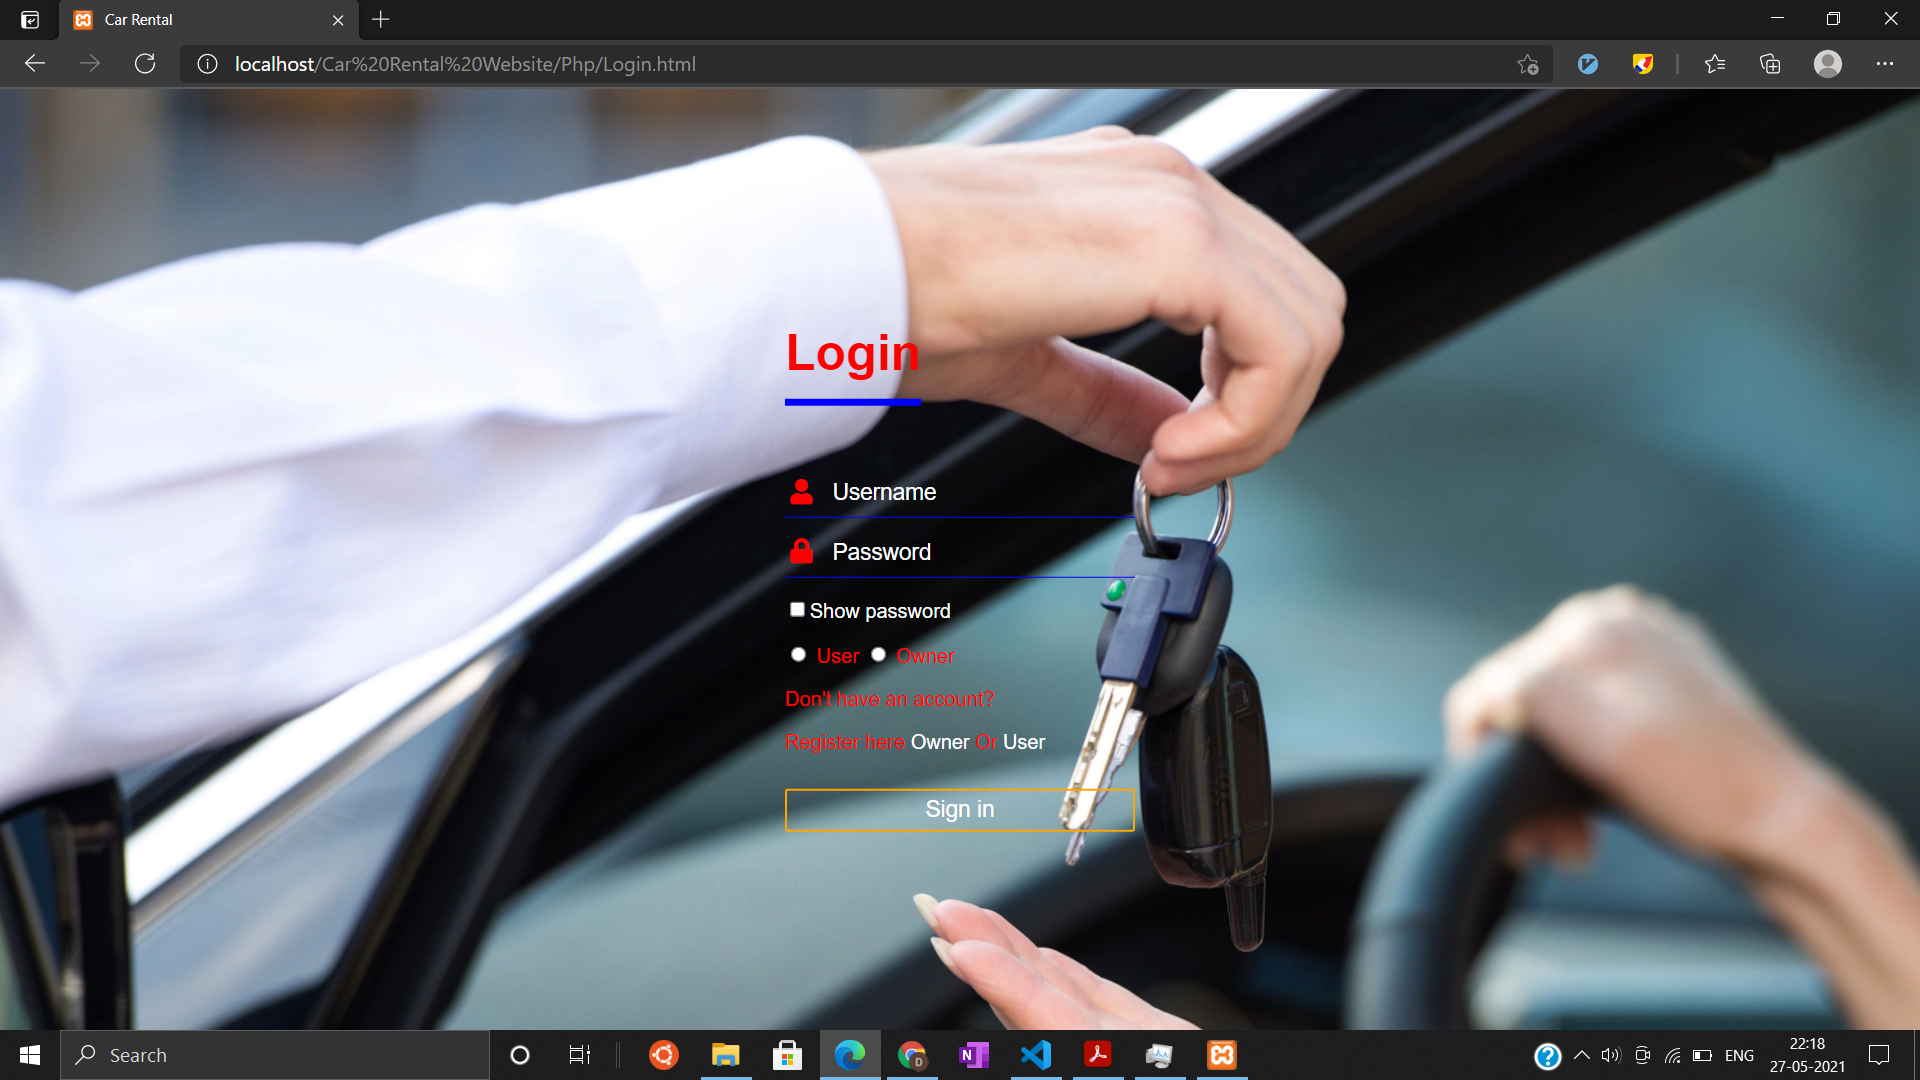 Car Rental
localhost/Car%20Rental%20Website/Php/Login.html
Login
Username
Password
Show password
User Owner
Don't have an account?
Register here Owner Or User
Sign in
Search
D
N
ENG
22:18
27-05-2021